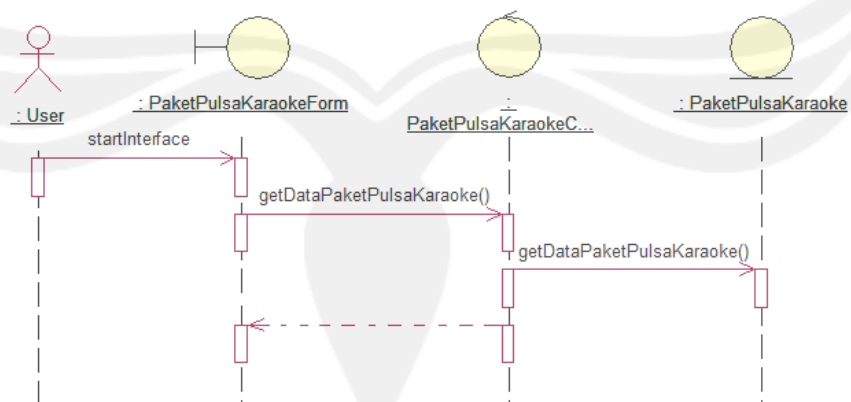 : User
: PaketPulsaKaraokeForm
:
PaketPulsaKaraokeC...
: PaketPulsaKaraoke
startInterface
getDataPaketPulsaKaraoke()
getDataPaketPulsaKaraoke()